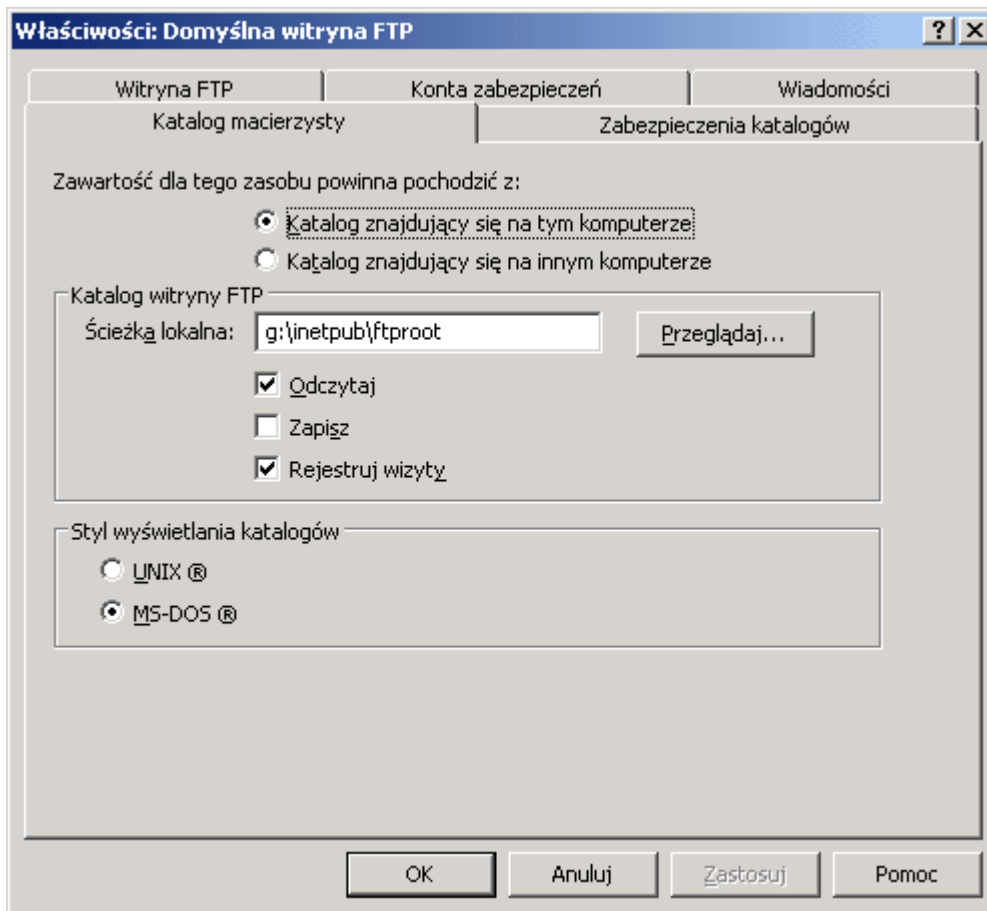 Właściwości: Domyślna witryna FTP
Witryna FTP Konta zabezpieczeń Wiadomości
Katalog macierzysty Zabezpieczenia katalogów
Zawartość dla tego zasobu powinna pochodzić z:
Katalog znajdujący się na tym komputerze
Katalog znajdujący się na innym komputerze
Katalog witryny FTP
Ścieżka lokalna: g:\inetpub\ftproot Przeglądaj...
Odczytaj
Zapisz
Rejestruj wizyty
Styl wyświetlania katalogów
UNIX ®
MS-DOS ®
OK Anuluj Zastosuj Pomoc